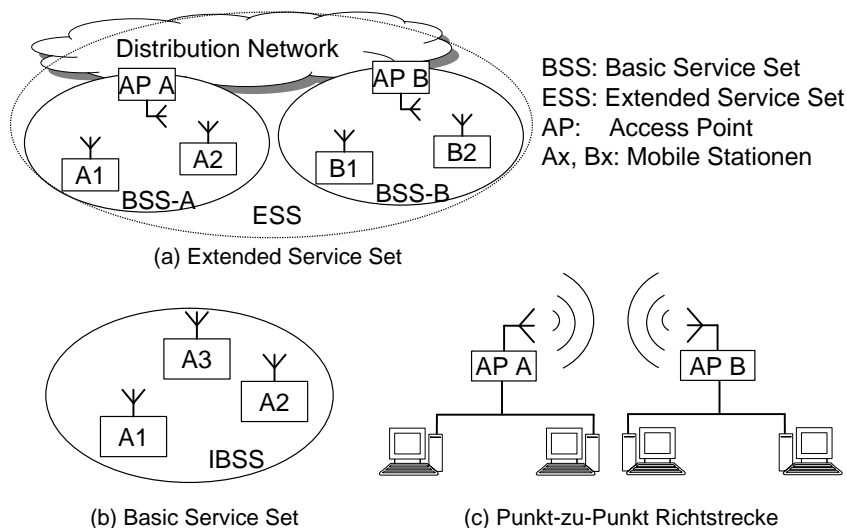 Distribution Network
AP A
AP B
A1
A2
B1
B2
BSS-A
BSS-B
ESS
BSS: Basic Service Set
ESS: Extended Service Set
AP: Access Point
Ax, Bx: Mobile Stationen
(a) Extended Service Set
A3
A2
A1
IBSS
(b) Basic Service Set
AP A
AP B
(c) Punkt-zu-Punkt Richtstrecke